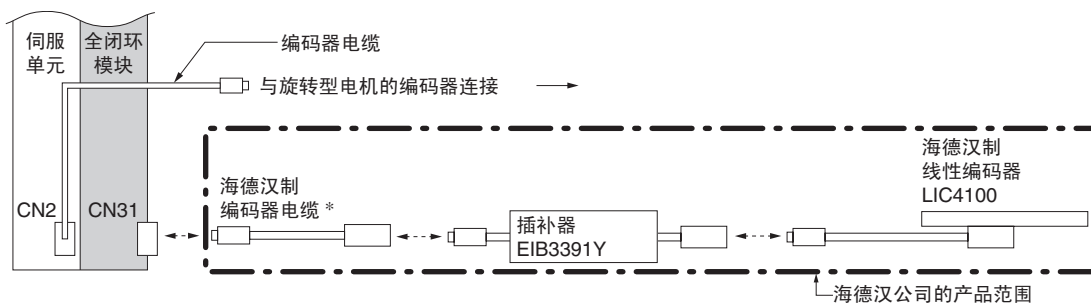 伺服
单元
全闭环
模块
编码器电缆
与旋转型电机的编码器连接
CN2
CN31
海德汉制
编码器电缆 *
插补器
EIB3391Y
海德汉制
线性编码器
LIC4100
海德汉公司的产品范围